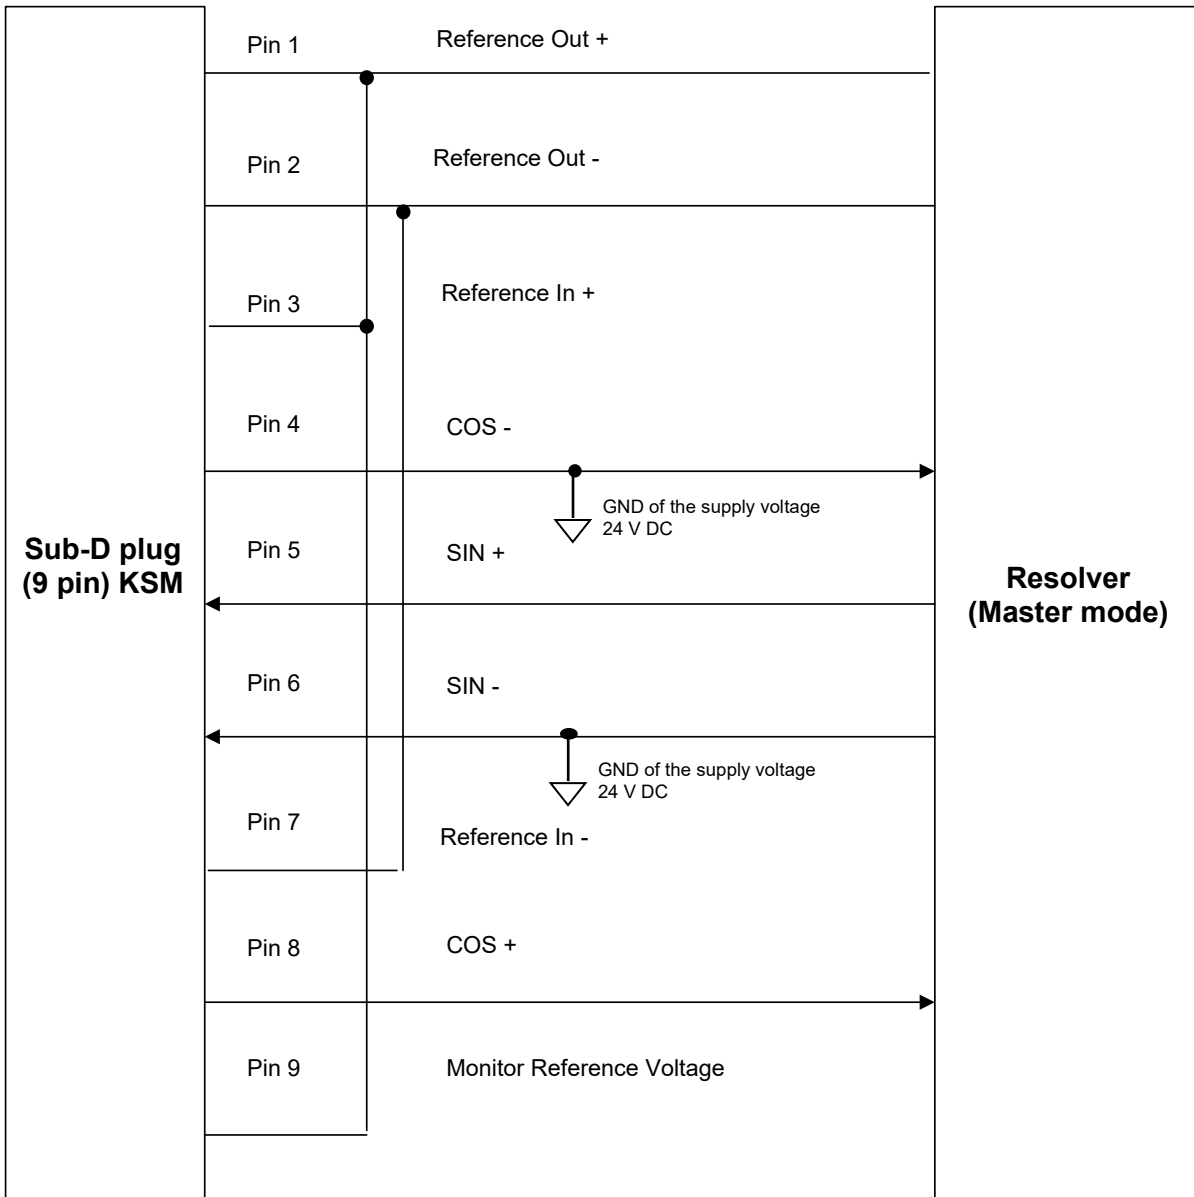 Pin 1
Reference Out +
Pin 2
Reference Out -
Pin 3
Reference In +
Pin 4
COS -
GND of the supply voltage
24 V DC
Sub-D plug
(9 pin) KSM
Pin 5
SIN +
Resolver
(Master mode)
Pin 6
SIN -
GND of the supply voltage
24 V DC
Pin 7
Reference In -
Pin 8
COS +
Pin 9
Monitor Reference Voltage